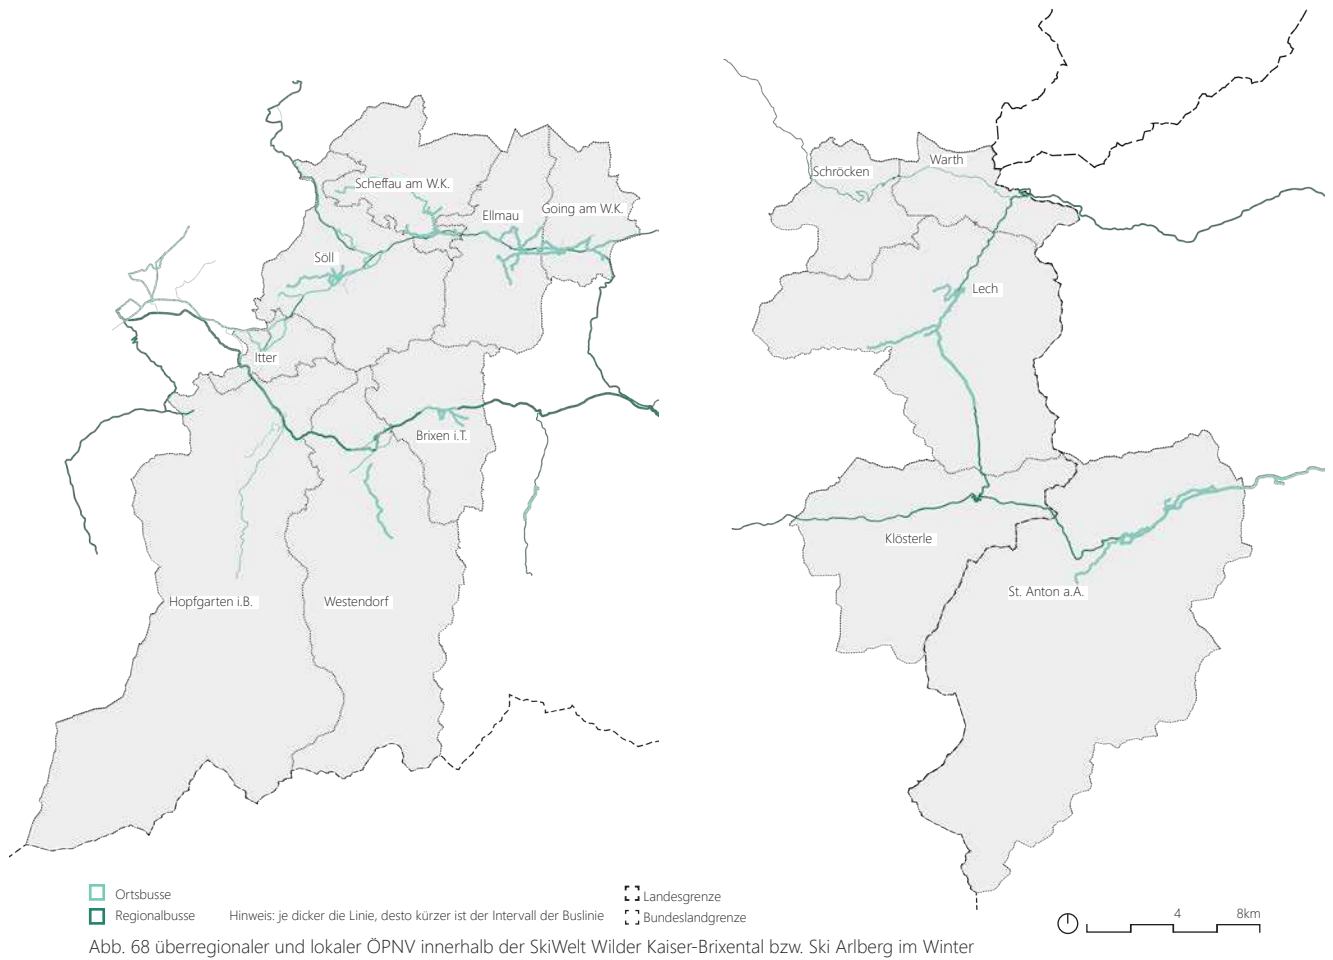 Scheffau am W.K.
Ellmau
Going am W.K.
Söll
Itter
Brixen i.T.
Hopfgarten i.B.
Westendorf
Schröcken
Warth
Lech
Klösterle
St. Anton a.A.
Ortsbusse
Regionalbusse
Hinweis: je dicker die Linie, desto kürzer ist der Intervall der Buslinie
Landesgrenze
Bundeslandgrenze
4 8km
Abb. 68 überregionaler und lokaler ÖPNV innerhalb der SkiWelt Wilder Kaiser-Brixental bzw. Ski Arlberg im Winter